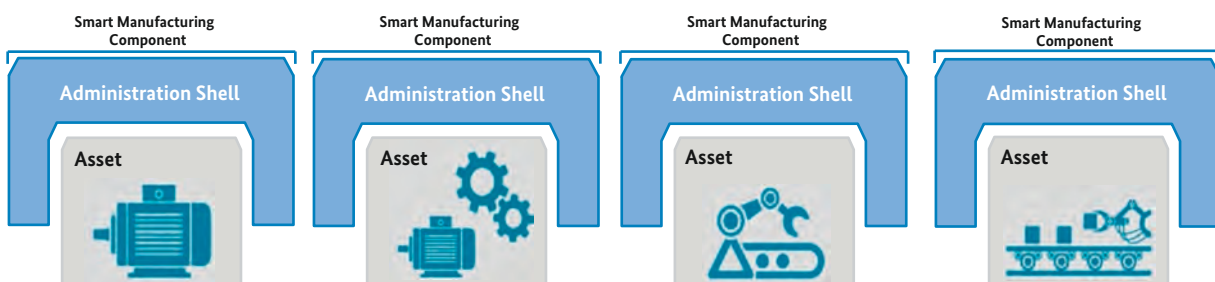 Smart Manufacturing
Component
Administration Shell
Asset
Smart Manufacturing
Component
Administration Shell
Asset
Smart Manufacturing
Component
Administration Shell
Asset
Smart Manufacturing
Component
Administration Shell
Asset